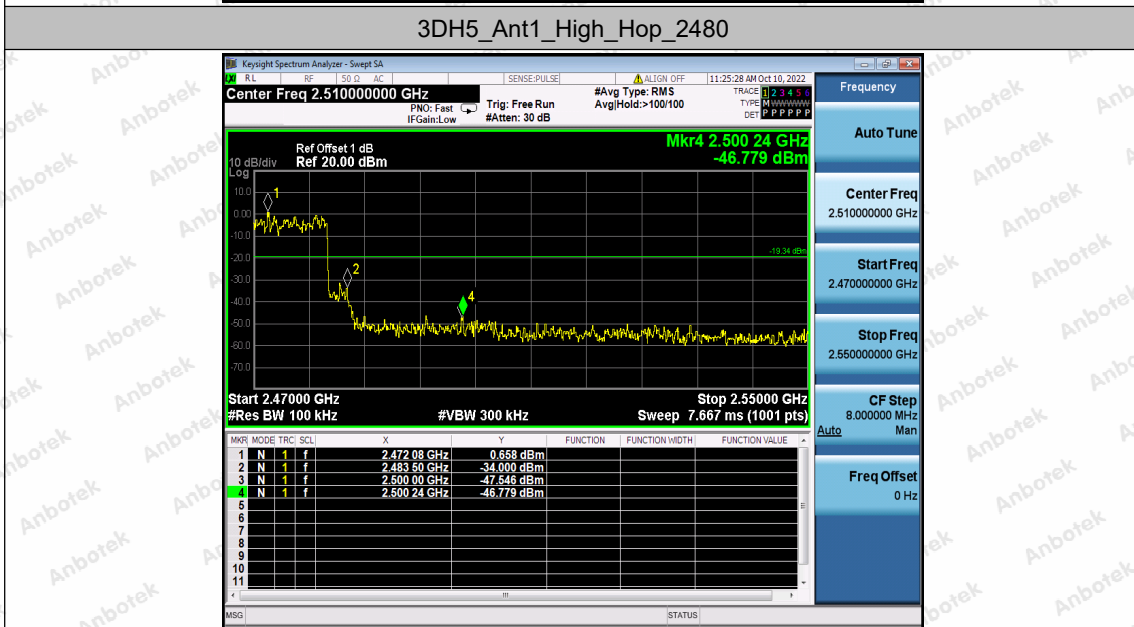 3DH5_Ant1_High_Hop_2480
Keysight Spectrum Analyzer - Swept SA
LXI RL RF 50 Ω AC SENSE:PULSE ALIGN OFF 11:25:28 AM Oct 10, 2022
Center Freq 2.510000000 GHz
PNO: Fast
IFGain:Low
Trig: Free Run
#Atten: 30 dB
#Avg Type: RMS
Avg|Hold:>100/100
TRACE 1 2 3 4 5 6
TYPE M W W W W W
DET P P P P P P
Ref Offset 1 dB
10 dB/div Ref 20.00 dBm
Log
Mkr4 2.500 24 GHz
-46.779 dBm
10.0
0.00
-10.0
-20.0
-30.0
-40.0
-50.0
-60.0
-70.0
1
2
4
-19.34 dBm
Start 2.47000 GHz Stop 2.55000 GHz
#Res BW 100 kHz #VBW 300 kHz Sweep 7.667 ms (1001 pts)
MKR MODE TRC SCL X Y FUNCTION FUNCTION WIDTH FUNCTION VALUE
1 N 1 f 2.472 08 GHz 0.658 dBm
2 N 1 f 2.483 50 GHz -34.000 dBm
3 N 1 f 2.500 00 GHz -47.546 dBm
4 N 1 f 2.500 24 GHz -46.779 dBm
5
6
7
8
9
10
11
MSG STATUS
Frequency
Auto Tune
Center Freq
2.510000000 GHz
Start Freq
2.470000000 GHz
Stop Freq
2.550000000 GHz
CF Step
8.000000 MHz
Auto Man
Freq Offset
0 Hz
Anbotek